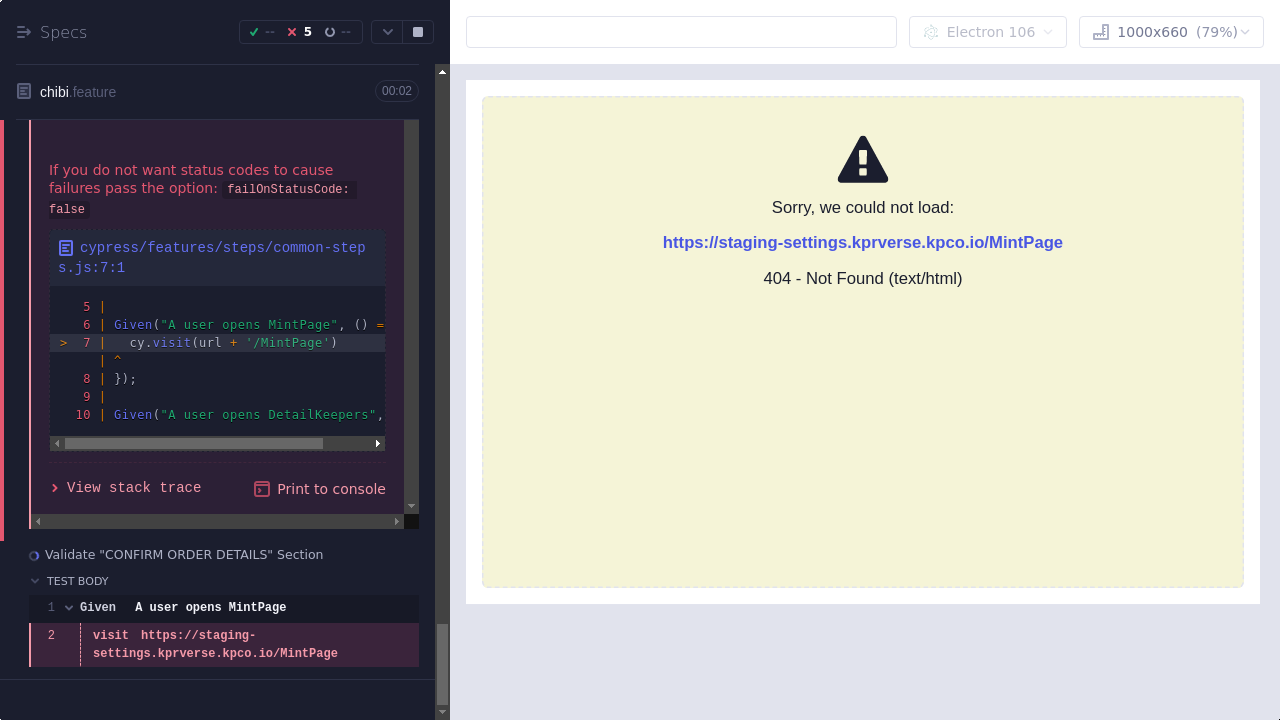 Specs
--
5
--
Electron 106
1000x660 (79%)
chibi.feature
00:02
If you do not want status codes to cause
failures pass the option: failOnStatusCode:
false
cypress/features/steps/common-step
s.js:7:1
5 |
6 | Given("A user opens MintPage", () =
> 7 |   cy.visit(url + '/MintPage')
| ^
8 | });
9 |
10 | Given("A user opens DetailKeepers",
View stack trace
Print to console
Validate "CONFIRM ORDER DETAILS" Section
TEST BODY
1 Given A user opens MintPage
2 visit https://staging-
settings.kprverse.kpco.io/MintPage
Sorry, we could not load:
https://staging-settings.kprverse.kpco.io/MintPage
404 - Not Found (text/html)